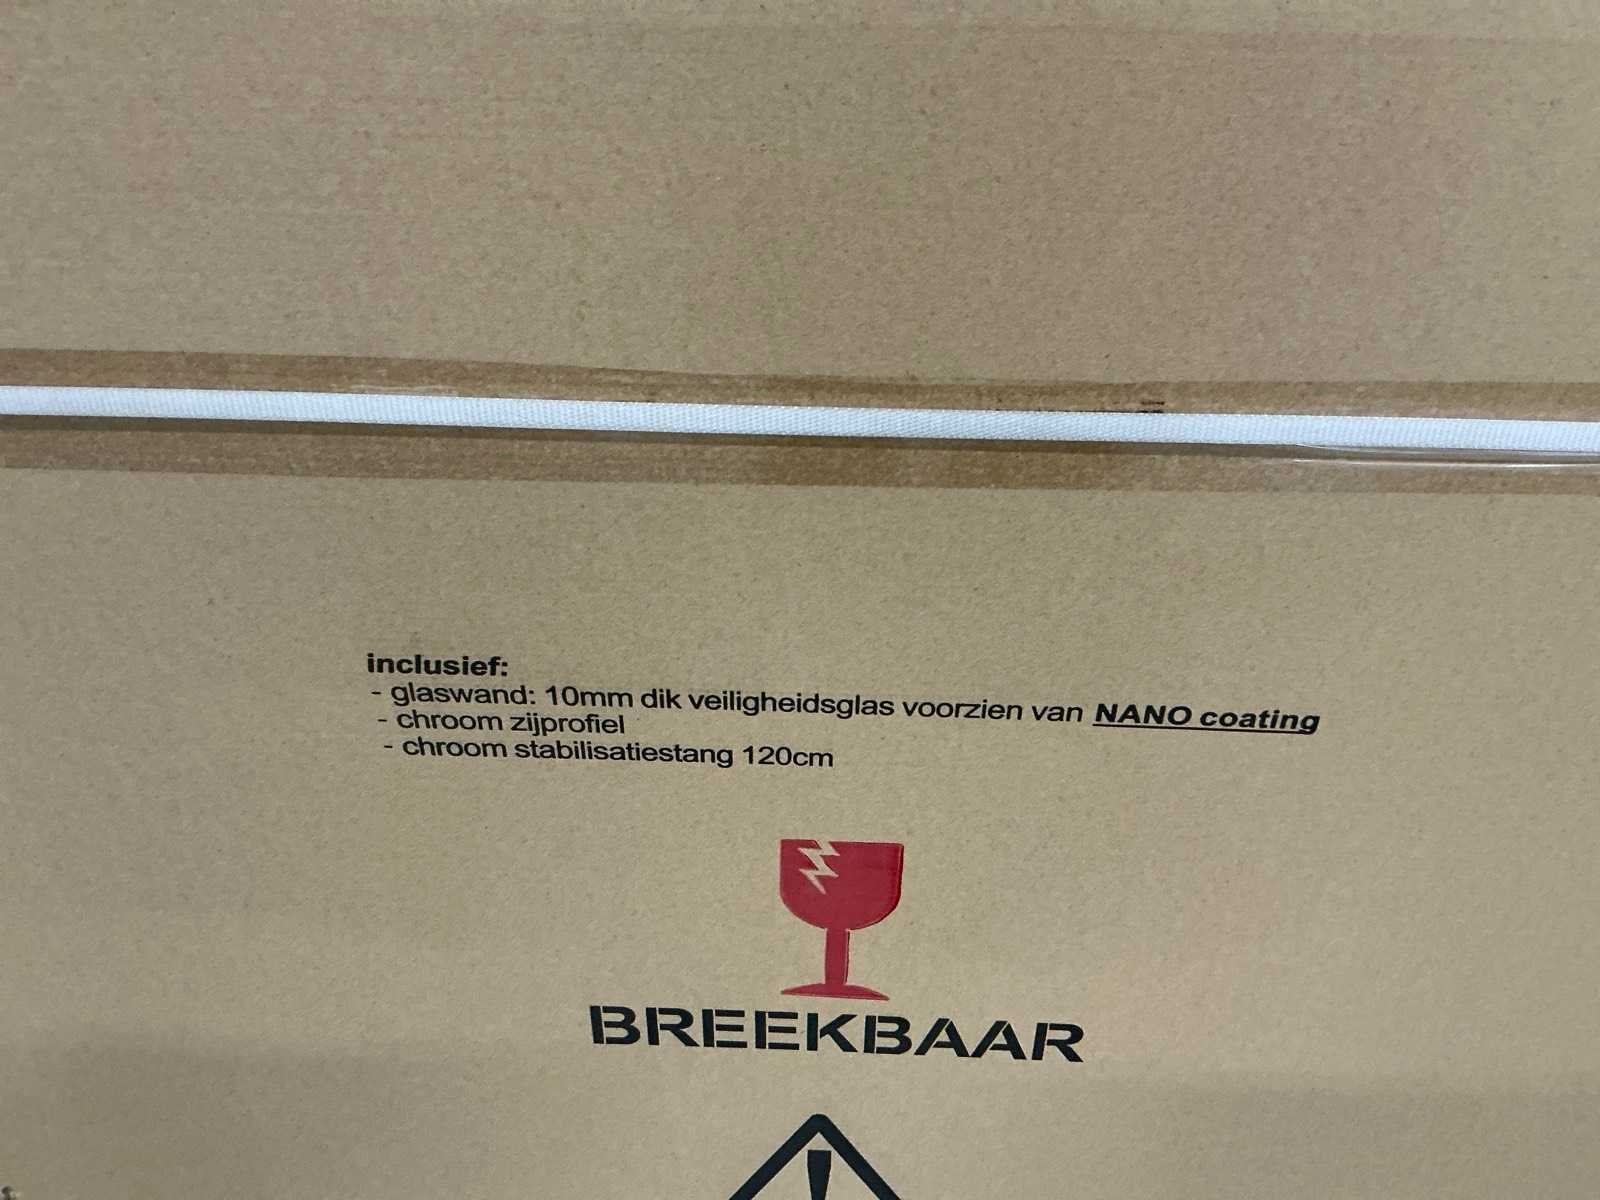 inclusief:
- glaswand: 10mm dik veiligheidsglas voorzien van NANO coating
- chroom zijprofiel
- chroom stabilisatiestang 120cm
BREEKBAAR
!